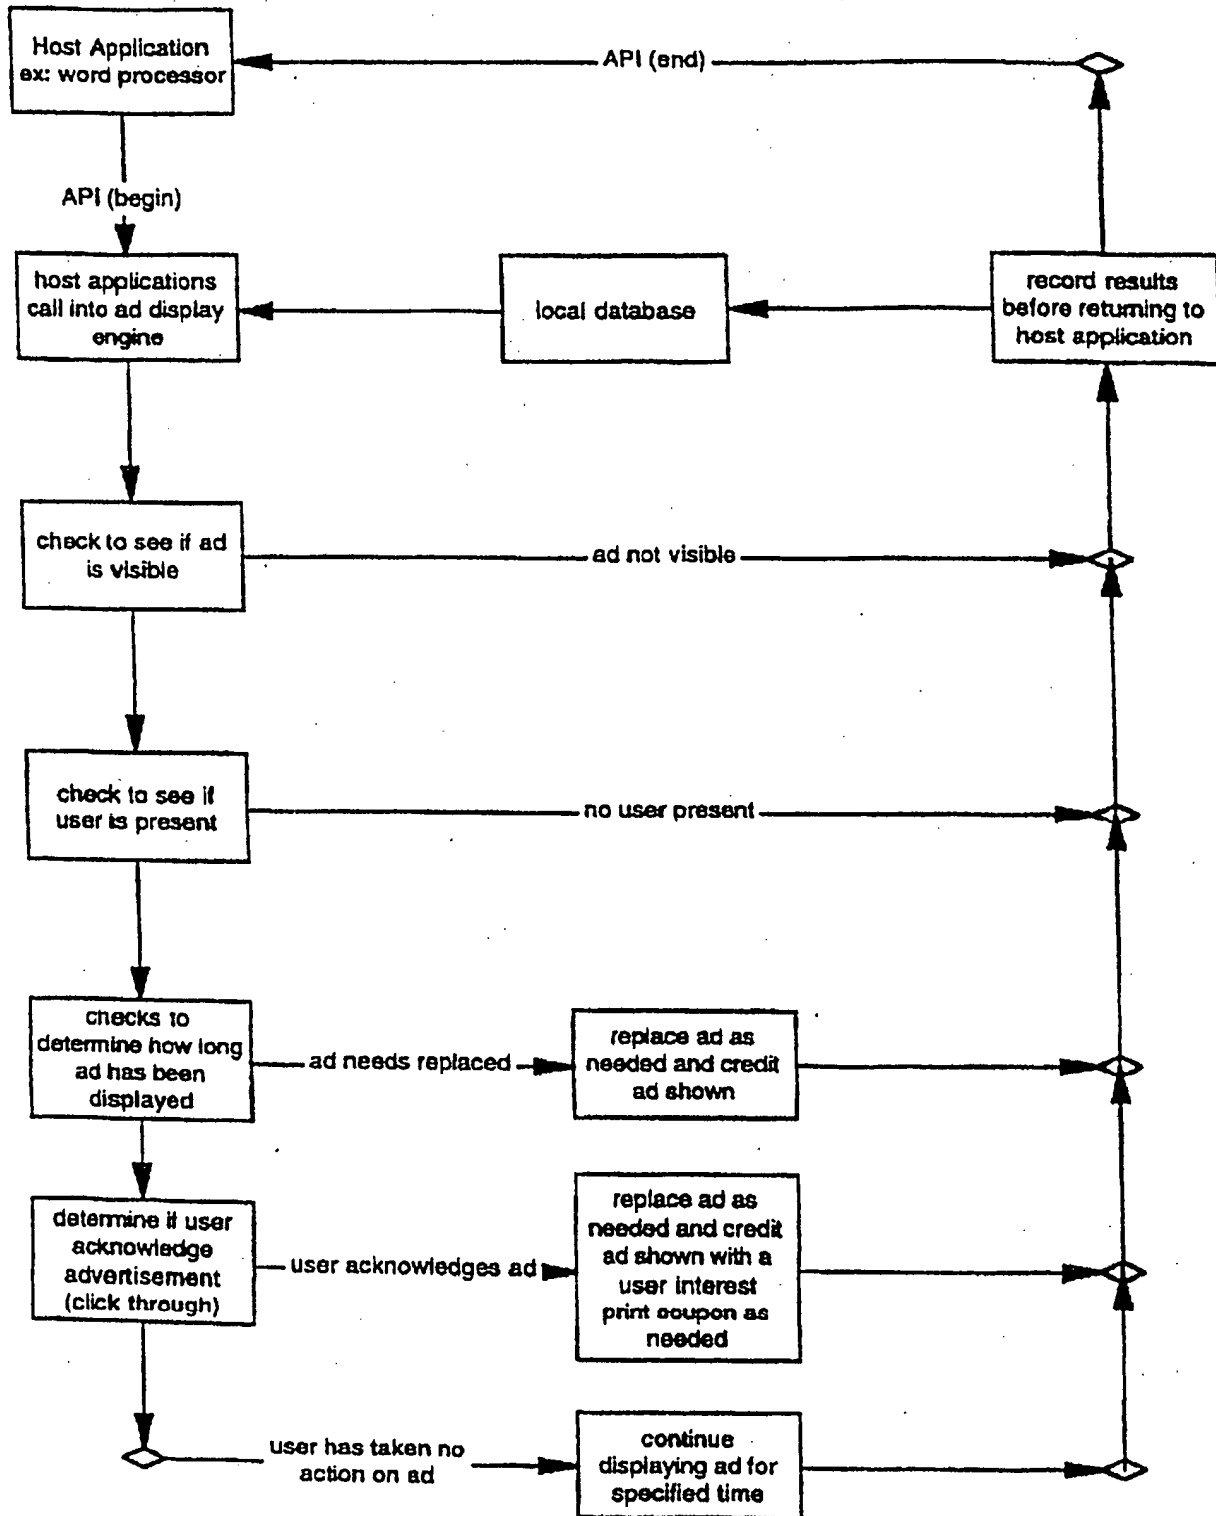 Host Application
ex: word processor
API (end)
API (begin)
host applications
call into ad display
engine
local database
record results
before returning to
host application
check to see if ad
is visible
ad not visible
check to see if
user is present
no user present
checks to
determine how long
ad has been
displayed
ad needs replaced
replace ad as
needed and credit
ad shown
determine if user
acknowledge
advertisement
(click through)
user acknowledges ad
replace ad as
needed and credit
ad shown with a
user interest
print coupon as
needed
user has taken no
action on ad
continue
displaying ad for
specified time